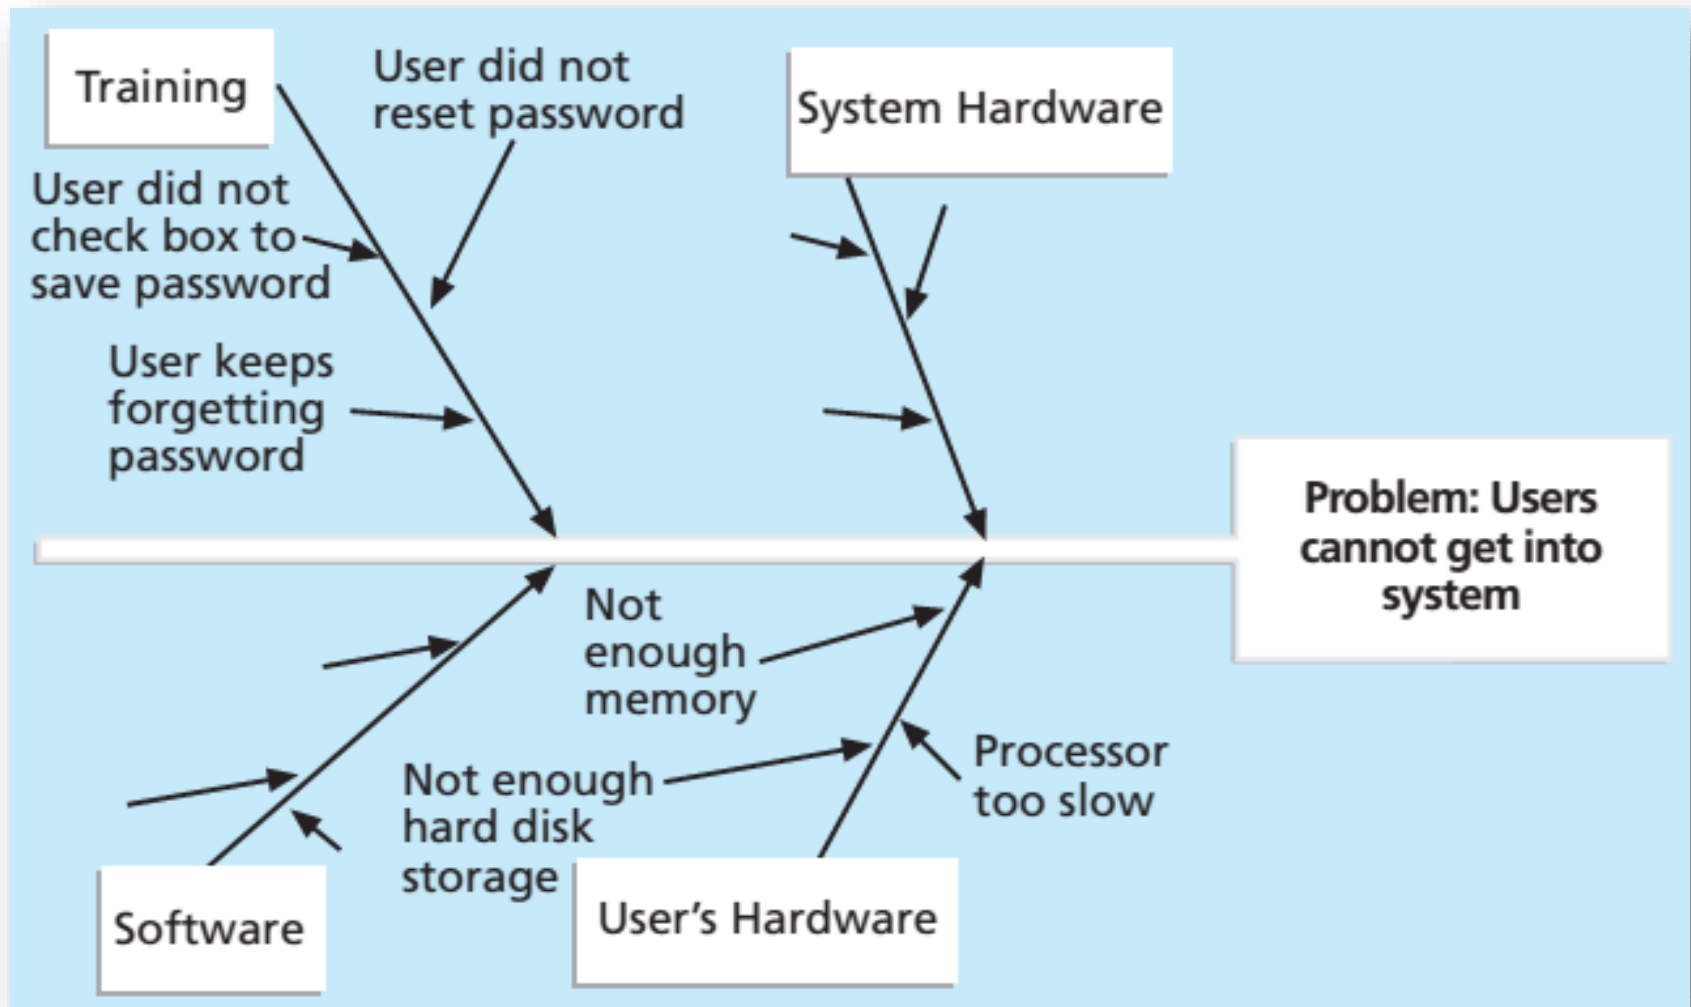 Training
User did not
reset password
System Hardware
User did not
check box to
save password
User keeps
forgetting
password
Problem: Users
cannot get into
system
Not
enough
memory
Not enough
hard disk
storage
Processor
too slow
Software
User’s Hardware